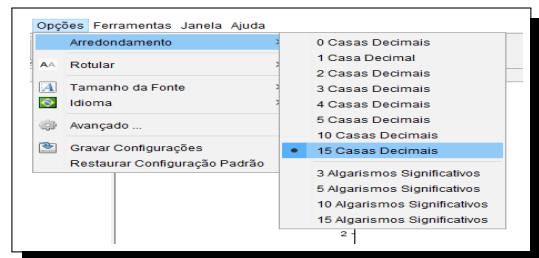 Opções Ferramentas Janela Ajuda
Arredondamento
AA Rotular
A Tamanho da Fonte
Idioma
Avançado ...
Gravar Configurações
Restaurar Configuração Padrão
0 Casas Decimais
1 Casa Decimal
2 Casas Decimais
3 Casas Decimais
4 Casas Decimais
5 Casas Decimais
10 Casas Decimais
15 Casas Decimais
3 Algarismos Significativos
5 Algarismos Significativos
10 Algarismos Significativos
15 Algarismos Significativos
2